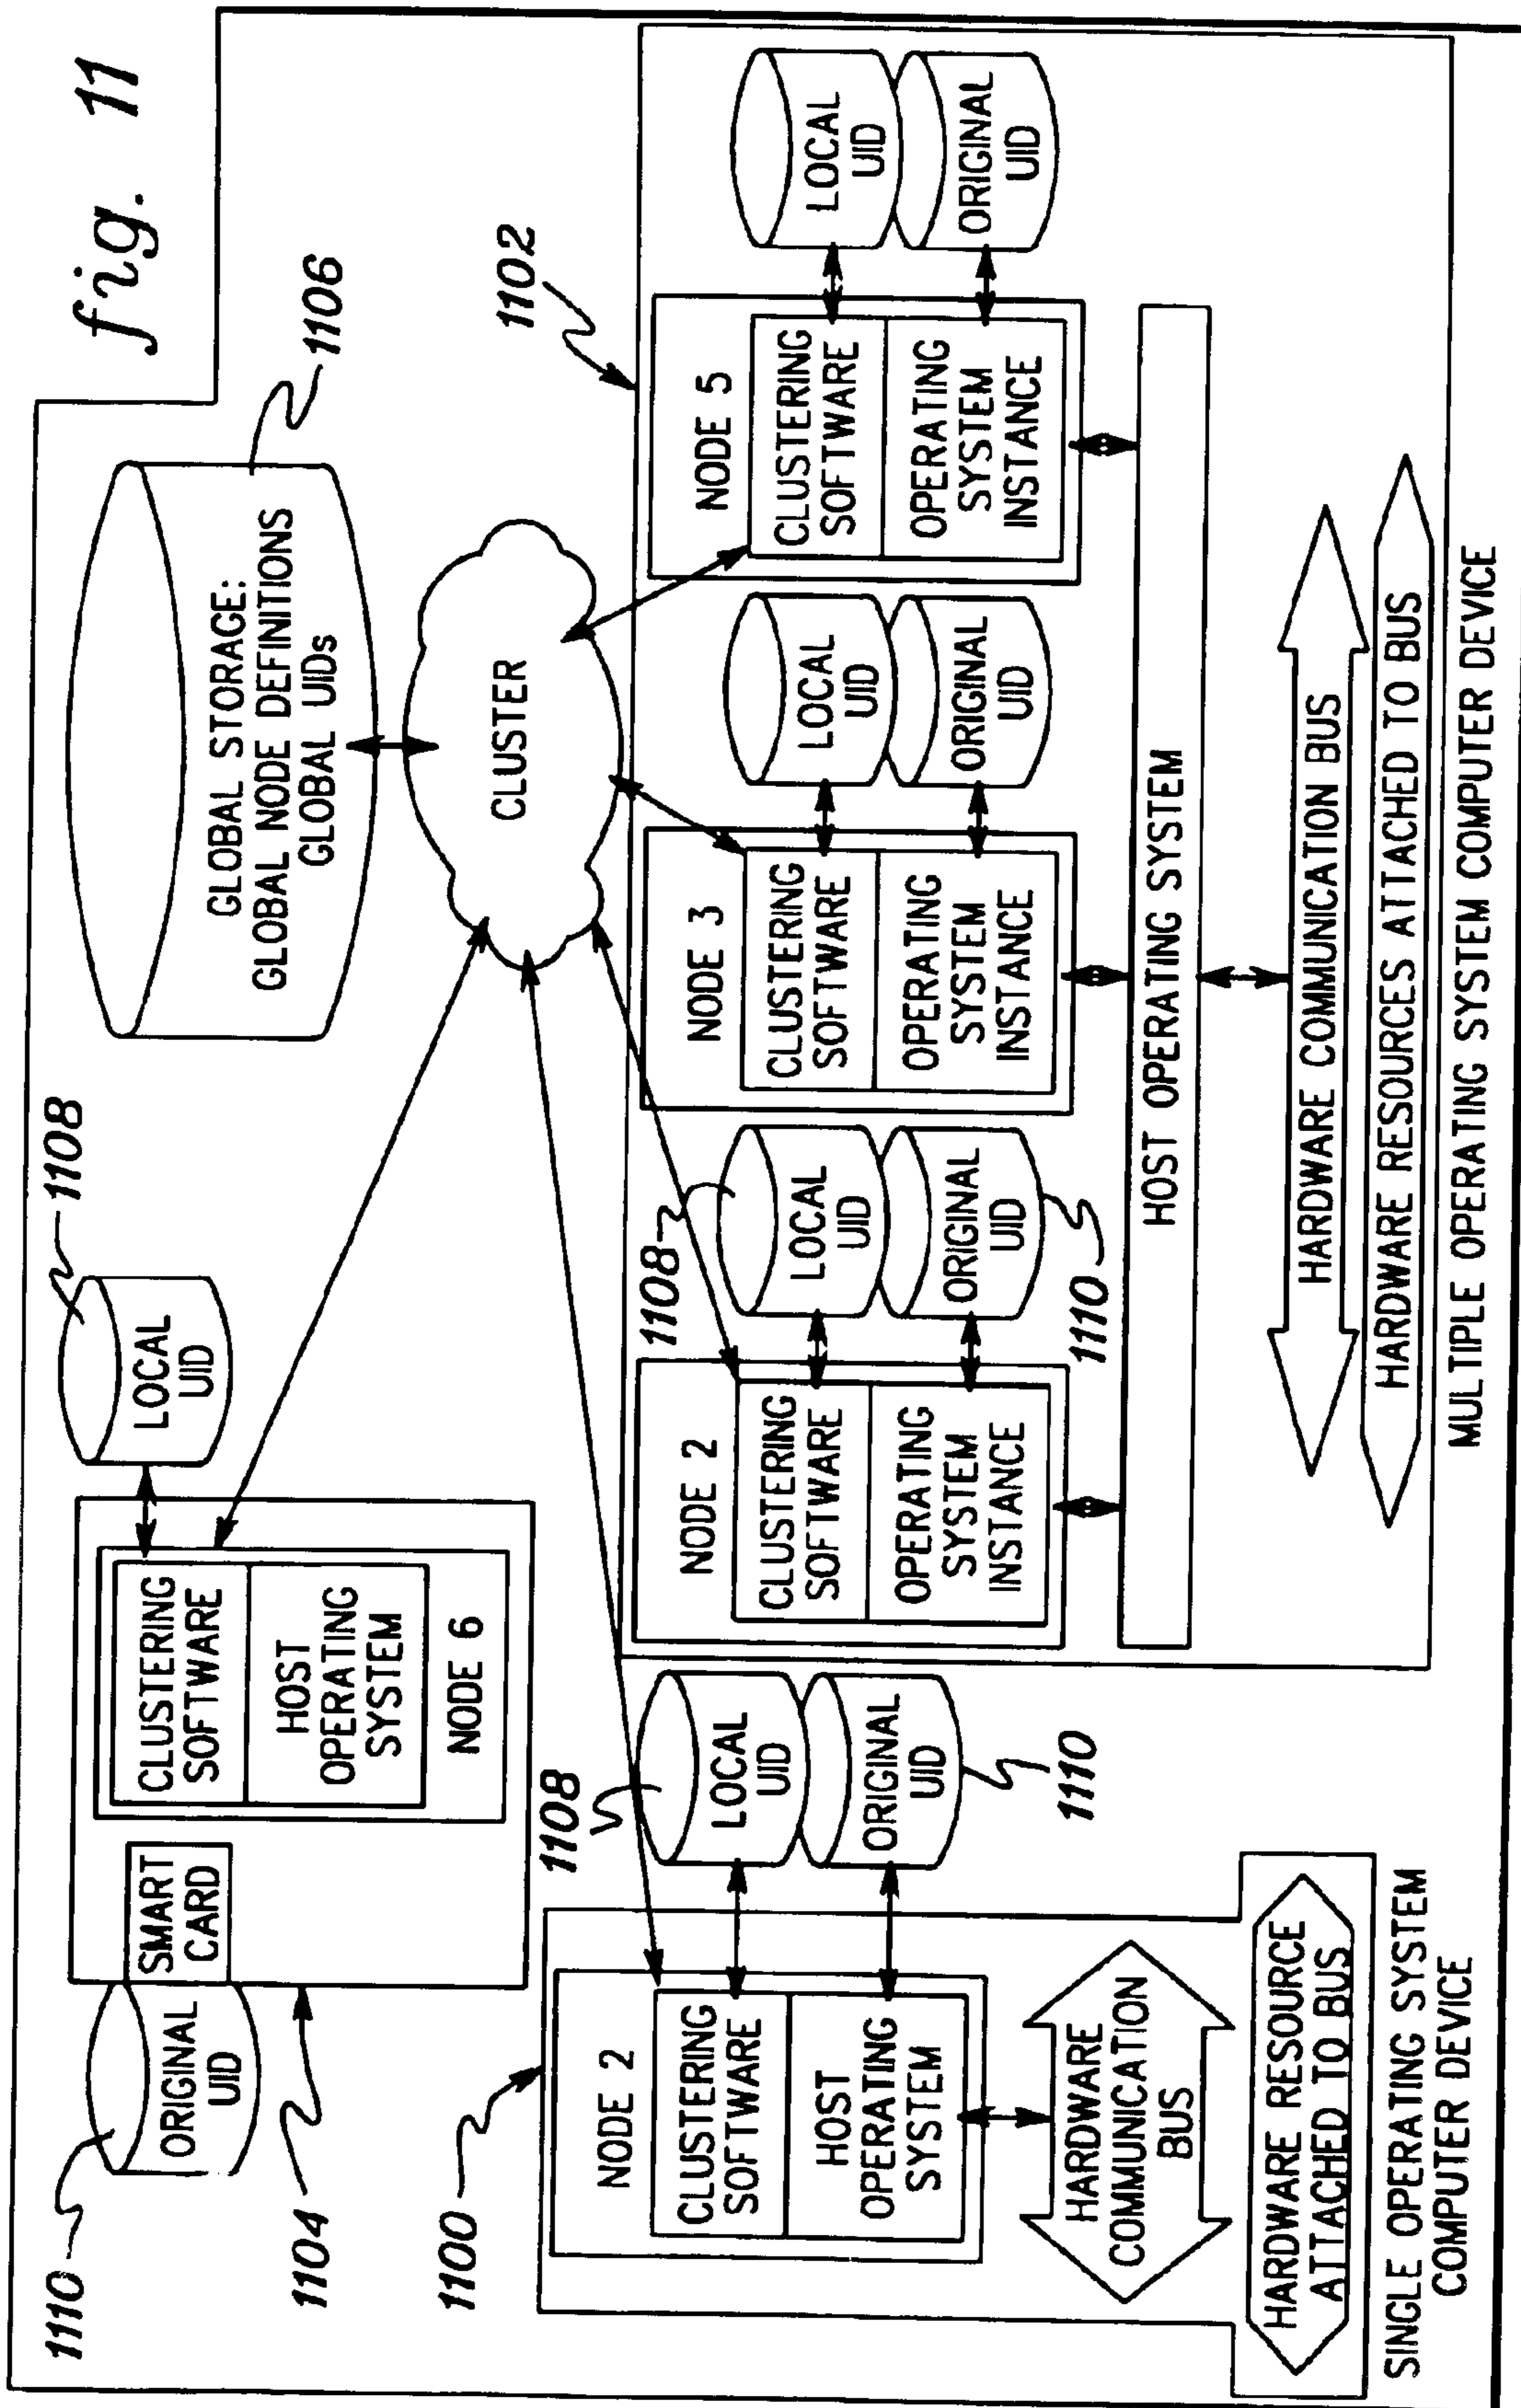 fig. 11
1110
ORIGINAL
UID
SMART
CARD
1104
CLUSTERING
SOFTWARE
HOST
OPERATING
SYSTEM
NODE 6
LOCAL
UID
1108
GLOBAL STORAGE:
GLOBAL NODE DEFINITIONS
GLOBAL UIDs
1106
CLUSTER
1100
NODE 2
CLUSTERING
SOFTWARE
HOST
OPERATING
SYSTEM
1108
LOCAL
UID
ORIGINAL
UID
1110
HARDWARE
COMMUNICATION
BUS
HARDWARE RESOURCE
ATTACHED TO BUS
SINGLE OPERATING SYSTEM
COMPUTER DEVICE
1102
NODE 2
CLUSTERING
SOFTWARE
OPERATING
SYSTEM
INSTANCE
1108
LOCAL
UID
ORIGINAL
UID
1110
NODE 3
CLUSTERING
SOFTWARE
OPERATING
SYSTEM
INSTANCE
LOCAL
UID
ORIGINAL
UID
NODE 5
CLUSTERING
SOFTWARE
OPERATING
SYSTEM
INSTANCE
LOCAL
UID
ORIGINAL
UID
HOST OPERATING SYSTEM
HARDWARE COMMUNICATION BUS
HARDWARE RESOURCES ATTACHED TO BUS
MULTIPLE OPERATING SYSTEM COMPUTER DEVICE